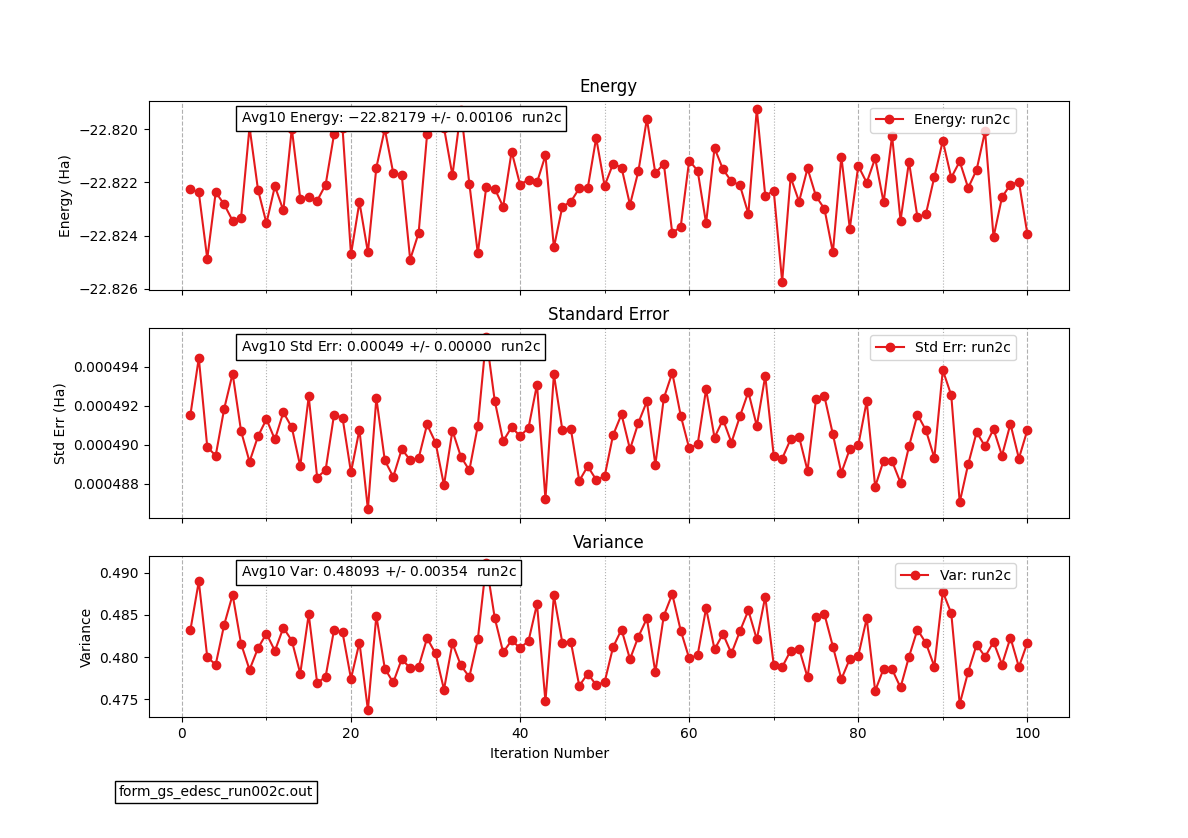 Energy
Avg10 Energy: −22.82179 +/- 0.00106 run2c
Energy: run2c
−22.820
−22.822
−22.824
−22.826
Energy (Ha)
Standard Error
Avg10 Std Err: 0.00049 +/- 0.00000 run2c
Std Err: run2c
0.000494
0.000492
0.000490
0.000488
Std Err (Ha)
Variance
Avg10 Var: 0.48093 +/- 0.00354 run2c
Var: run2c
0.490
0.485
0.480
0.475
Variance
0 20 40 60 80 100
Iteration Number
form_gs_edesc_run002c.out